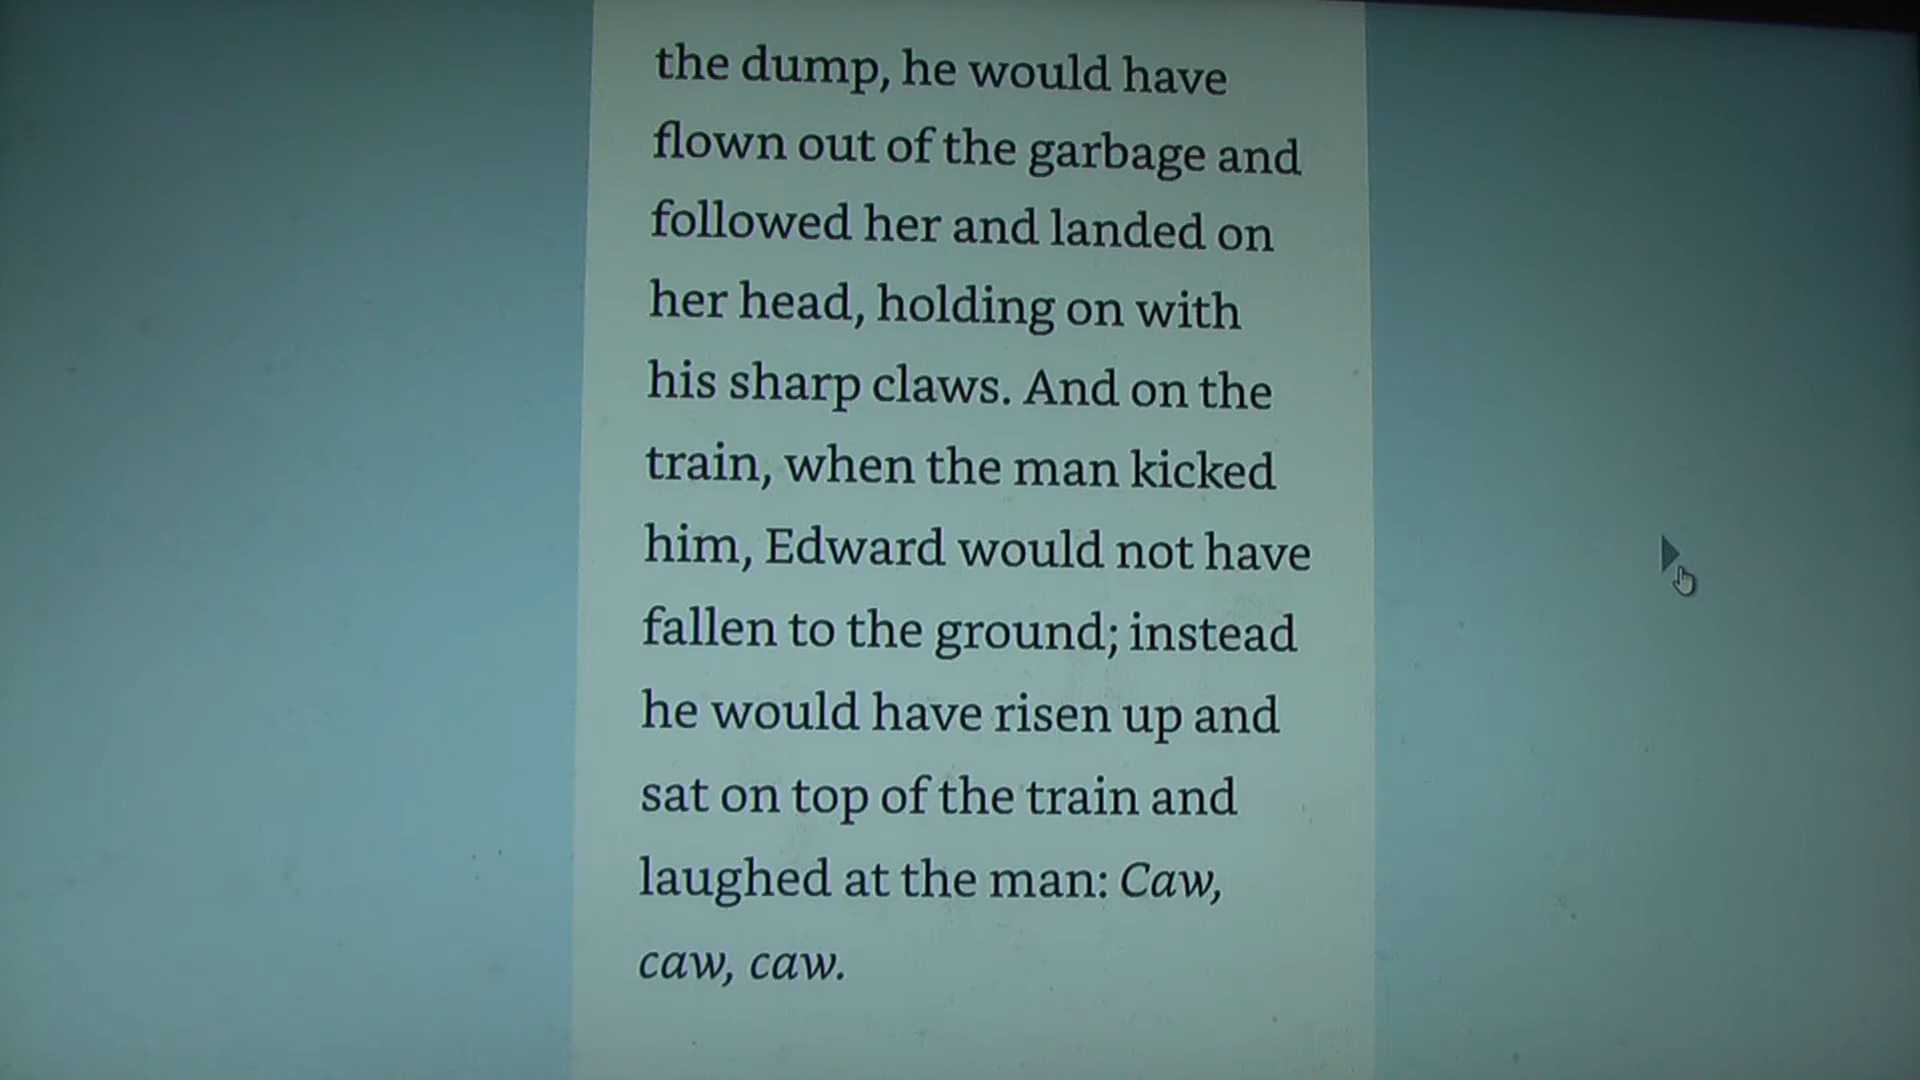 the dump, he would have
flown out of the garbage and
followed her and landed on
her head, holding on with
his sharp claws. And on the
train, when the man kicked
him, Edward would not have
fallen to the ground; instead
he would have risen up and
sat on top of the train and
laughed at the man: Caw,
caw, caw.